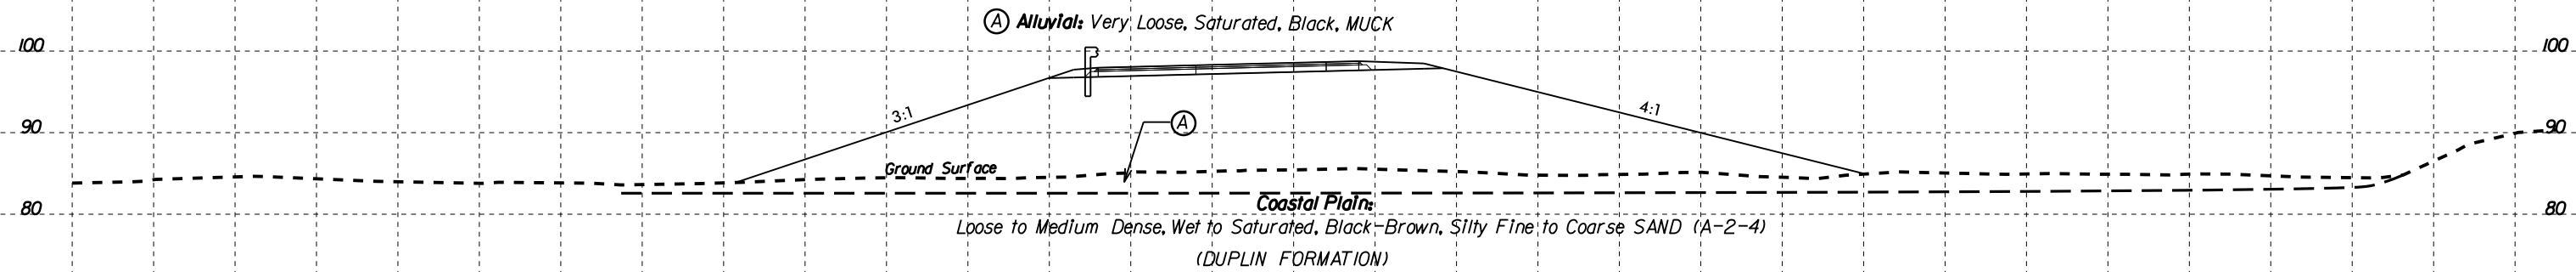 Ⓐ Alluvial: Very Loose, Saturated, Black, MUCK
100 100
3:1 4:1
Ⓐ
90 90
Ground Surface
80 80
Coastal Plain:
Loose to Medium Dense, Wet to Saturated, Black-Brown, Silty Fine to Coarse SAND (A-2-4)
(DUPLIN FORMATION)